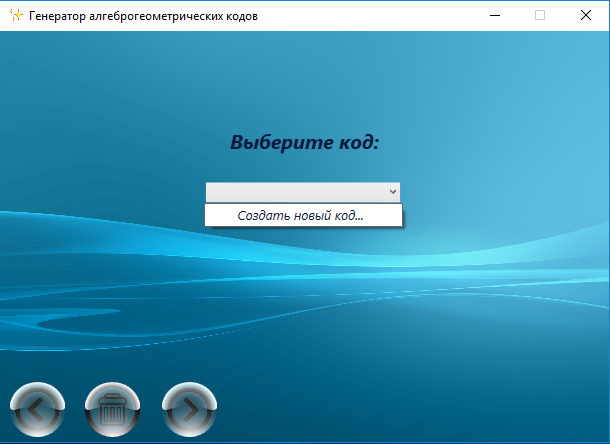 Генератор алгеброгеометрических кодов
Выберите код:
Создать новый код...